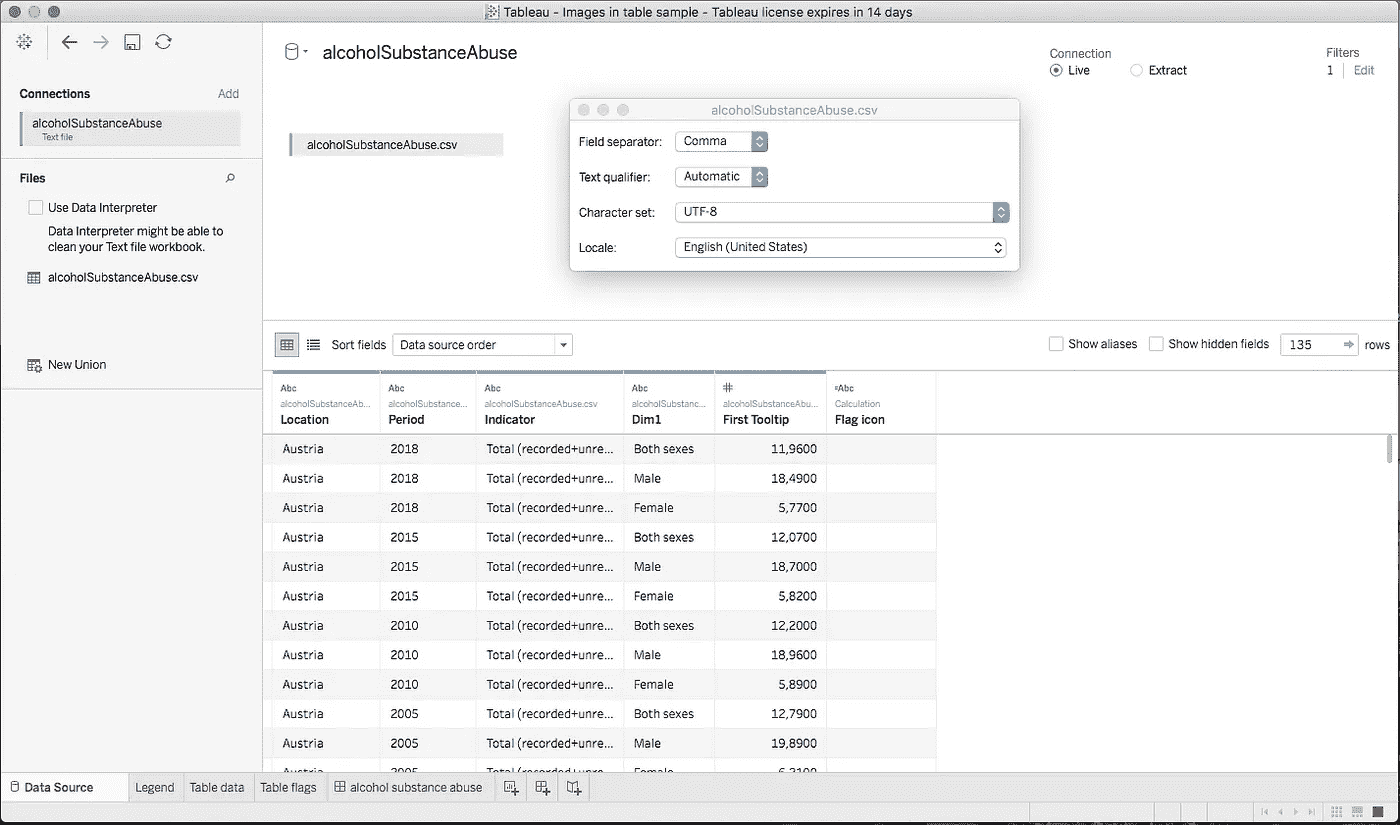 Tableau - Images in table sample - Tableau license expires in 14 days
alcoholSubstanceAbuse
Connection
Live
Extract
Filters
1
Edit
Connections
Add
alcoholSubstanceAbuse
Text file
Files
Use Data Interpreter
Data Interpreter might be able to
clean your Text file workbook.
alcoholSubstanceAbuse.csv
New Union
alcoholSubstanceAbuse.csv
alcoholSubstanceAbuse.csv
Field separator: Comma
Text qualifier: Automatic
Character set: UTF-8
Locale: English (United States)
Sort fields Data source order
Show aliases Show hidden fields 135 rows
Abc Abc Abc Abc # =Abc
alcoholSubstanceAb... alcoholSubstance... alcoholSubstanceAbuse.csv alcoholSubstanc... alcoholSubstanceAbu... Calculation
Location Period Indicator Dim1 First Tooltip Flag icon
Austria 2018 Total (recorded+unre... Both sexes 11,9600
Austria 2018 Total (recorded+unre... Male 18,4900
Austria 2018 Total (recorded+unre... Female 5,7700
Austria 2015 Total (recorded+unre... Both sexes 12,0700
Austria 2015 Total (recorded+unre... Male 18,7000
Austria 2015 Total (recorded+unre... Female 5,8200
Austria 2010 Total (recorded+unre... Both sexes 12,2000
Austria 2010 Total (recorded+unre... Male 18,9600
Austria 2010 Total (recorded+unre... Female 5,8900
Austria 2005 Total (recorded+unre... Both sexes 12,7900
Austria 2005 Total (recorded+unre... Male 19,8900
Austria 2005 Total (recorded+unre... Female
Data Source Legend Table data Table flags alcohol substance abuse